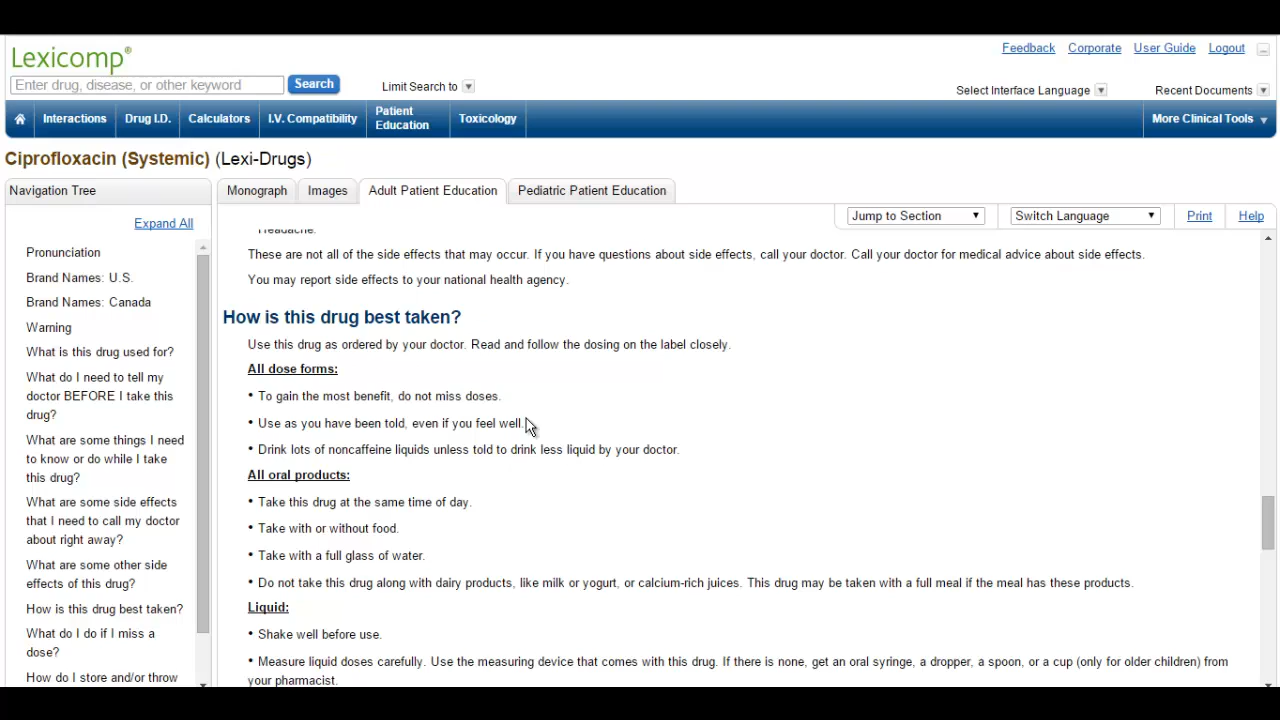 Lexicomp®
Feedback Corporate User Guide Logout
Enter drug, disease, or other keyword Search Limit Search to
Select Interface Language Recent Documents
Interactions Drug I.D. Calculators I.V. Compatibility Patient Education Toxicology More Clinical Tools
Ciprofloxacin (Systemic) (Lexi-Drugs)
Navigation Tree
Expand All
Pronunciation
Brand Names: U.S.
Brand Names: Canada
Warning
What is this drug used for?
What do I need to tell my
doctor BEFORE I take this
drug?
What are some things I need
to know or do while I take
this drug?
What are some side effects
that I need to call my doctor
about right away?
What are some other side
effects of this drug?
How is this drug best taken?
What do I do if I miss a
dose?
How do I store and/or throw
Monograph Images Adult Patient Education Pediatric Patient Education
Jump to Section Switch Language Print Help
Headache.
These are not all of the side effects that may occur. If you have questions about side effects, call your doctor. Call your doctor for medical advice about side effects.
You may report side effects to your national health agency.
How is this drug best taken?
Use this drug as ordered by your doctor. Read and follow the dosing on the label closely.
All dose forms:
• To gain the most benefit, do not miss doses.
• Use as you have been told, even if you feel well.
• Drink lots of noncaffeine liquids unless told to drink less liquid by your doctor.
All oral products:
• Take this drug at the same time of day.
• Take with or without food.
• Take with a full glass of water.
• Do not take this drug along with dairy products, like milk or yogurt, or calcium-rich juices. This drug may be taken with a full meal if the meal has these products.
Liquid:
• Shake well before use.
• Measure liquid doses carefully. Use the measuring device that comes with this drug. If there is none, get an oral syringe, a dropper, a spoon, or a cup (only for older children) from
your pharmacist.